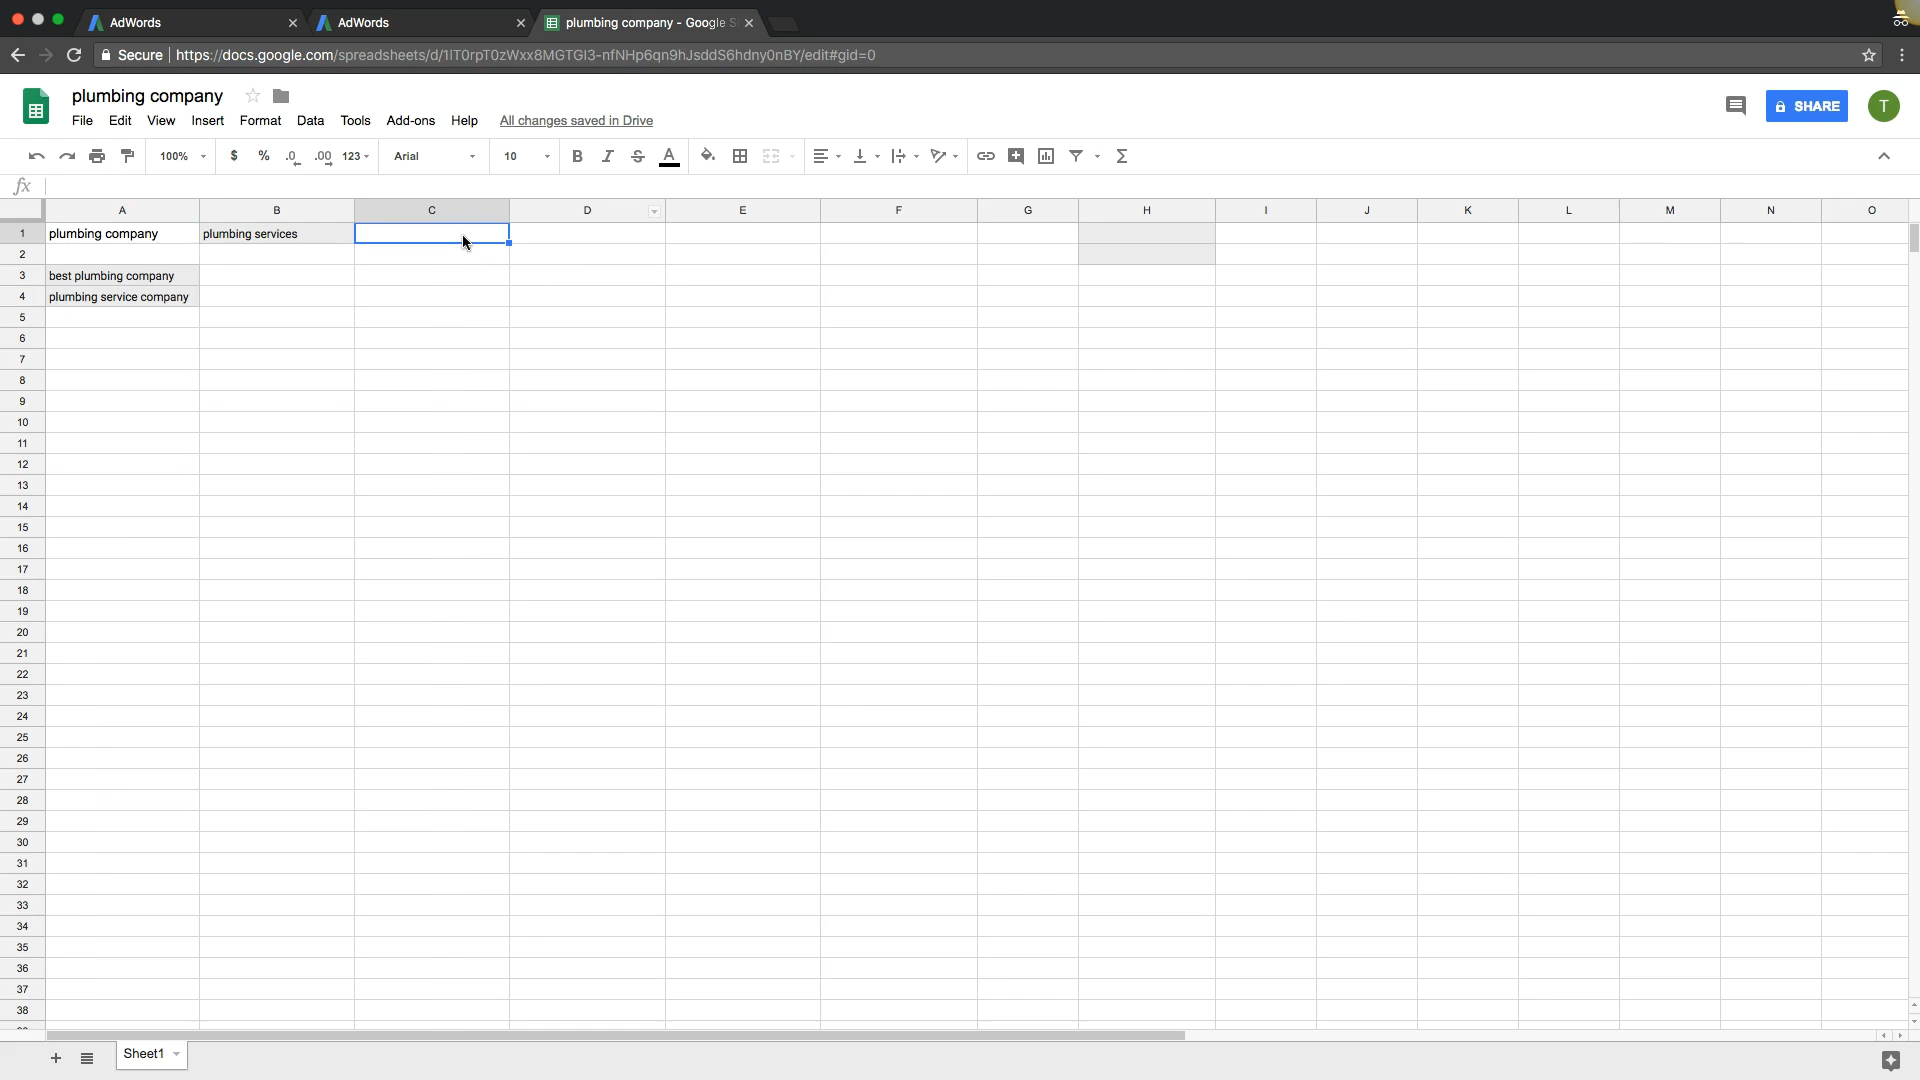 AdWords
AdWords
plumbing company - Google S
Secure
https://docs.google.com/spreadsheets/d/1IT0rpT0zWxx8MGTGI3-nfNHp6qn9hJsddS6hdny0nBY/edit#gid=0
plumbing company
File Edit View Insert Format Data Tools Add-ons Help All changes saved in Drive
SHARE
T
100% $ % .0 .00 123 Arial 10 B I S A Σ
fx
A B C D E F G H I J K L M N O
1 plumbing company plumbing services
2
3 best plumbing company
4 plumbing service company
5
6
7
8
9
10
11
12
13
14
15
16
17
18
19
20
21
22
23
24
25
26
27
28
29
30
31
32
33
34
35
36
37
38
Sheet1